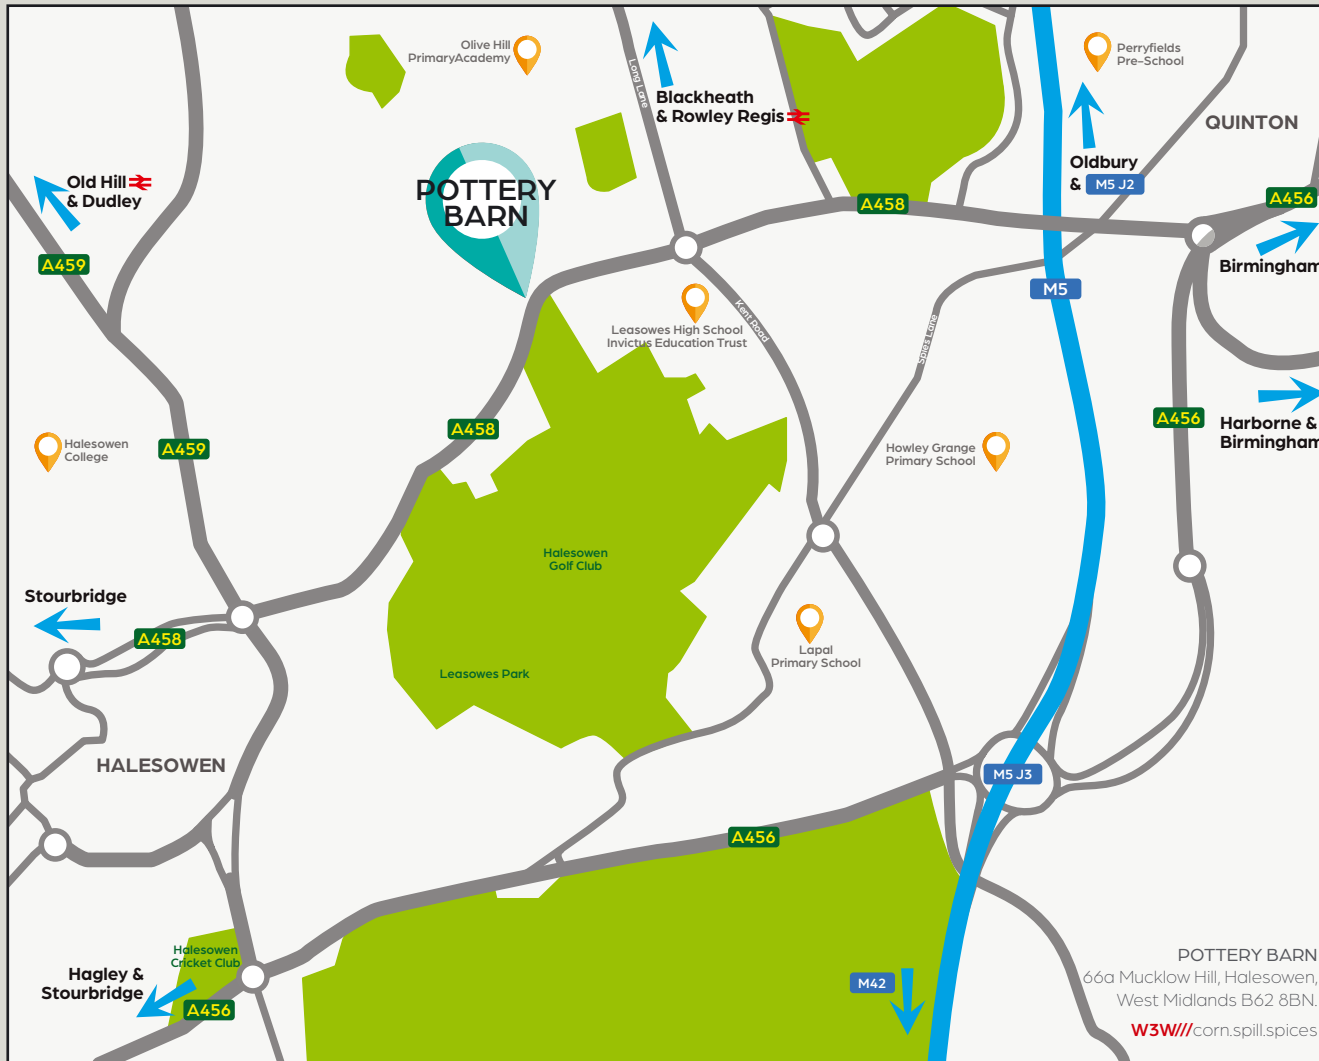 Olive Hill
PrimaryAcademy
Long Lane
Blackheath
& Rowley Regis
Perryfields
Pre-School
QUINTON
Oldbury
& M5 J2
Old Hill
& Dudley
POTTERY
BARN
A458
A456
Birmingham
A459
M5
Leasowes High School
Invictus Education Trust
Kent Road
Spies Lane
Harborne &
Birmingham
A456
A458
A459
Halesowen
College
Howley Grange
Primary School
Halesowen
Golf Club
Stourbridge
A458
Leasowes Park
Lapal
Primary School
HALESOWEN
M5 J3
A456
Halesowen
Cricket Club
Hagley &
Stourbridge
A456
M42
POTTERY BARN
66a Mucklow Hill, Halesowen,
West Midlands B62 8BN.
W3W///corn.spill.spices